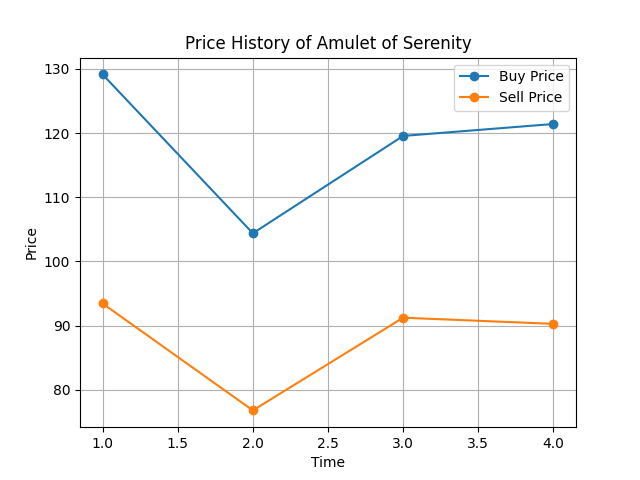 Price History of Amulet of Serenity
Buy Price
Sell Price
130
120
110
100
90
80
Price
1.0 1.5 2.0 2.5 3.0 3.5 4.0
Time